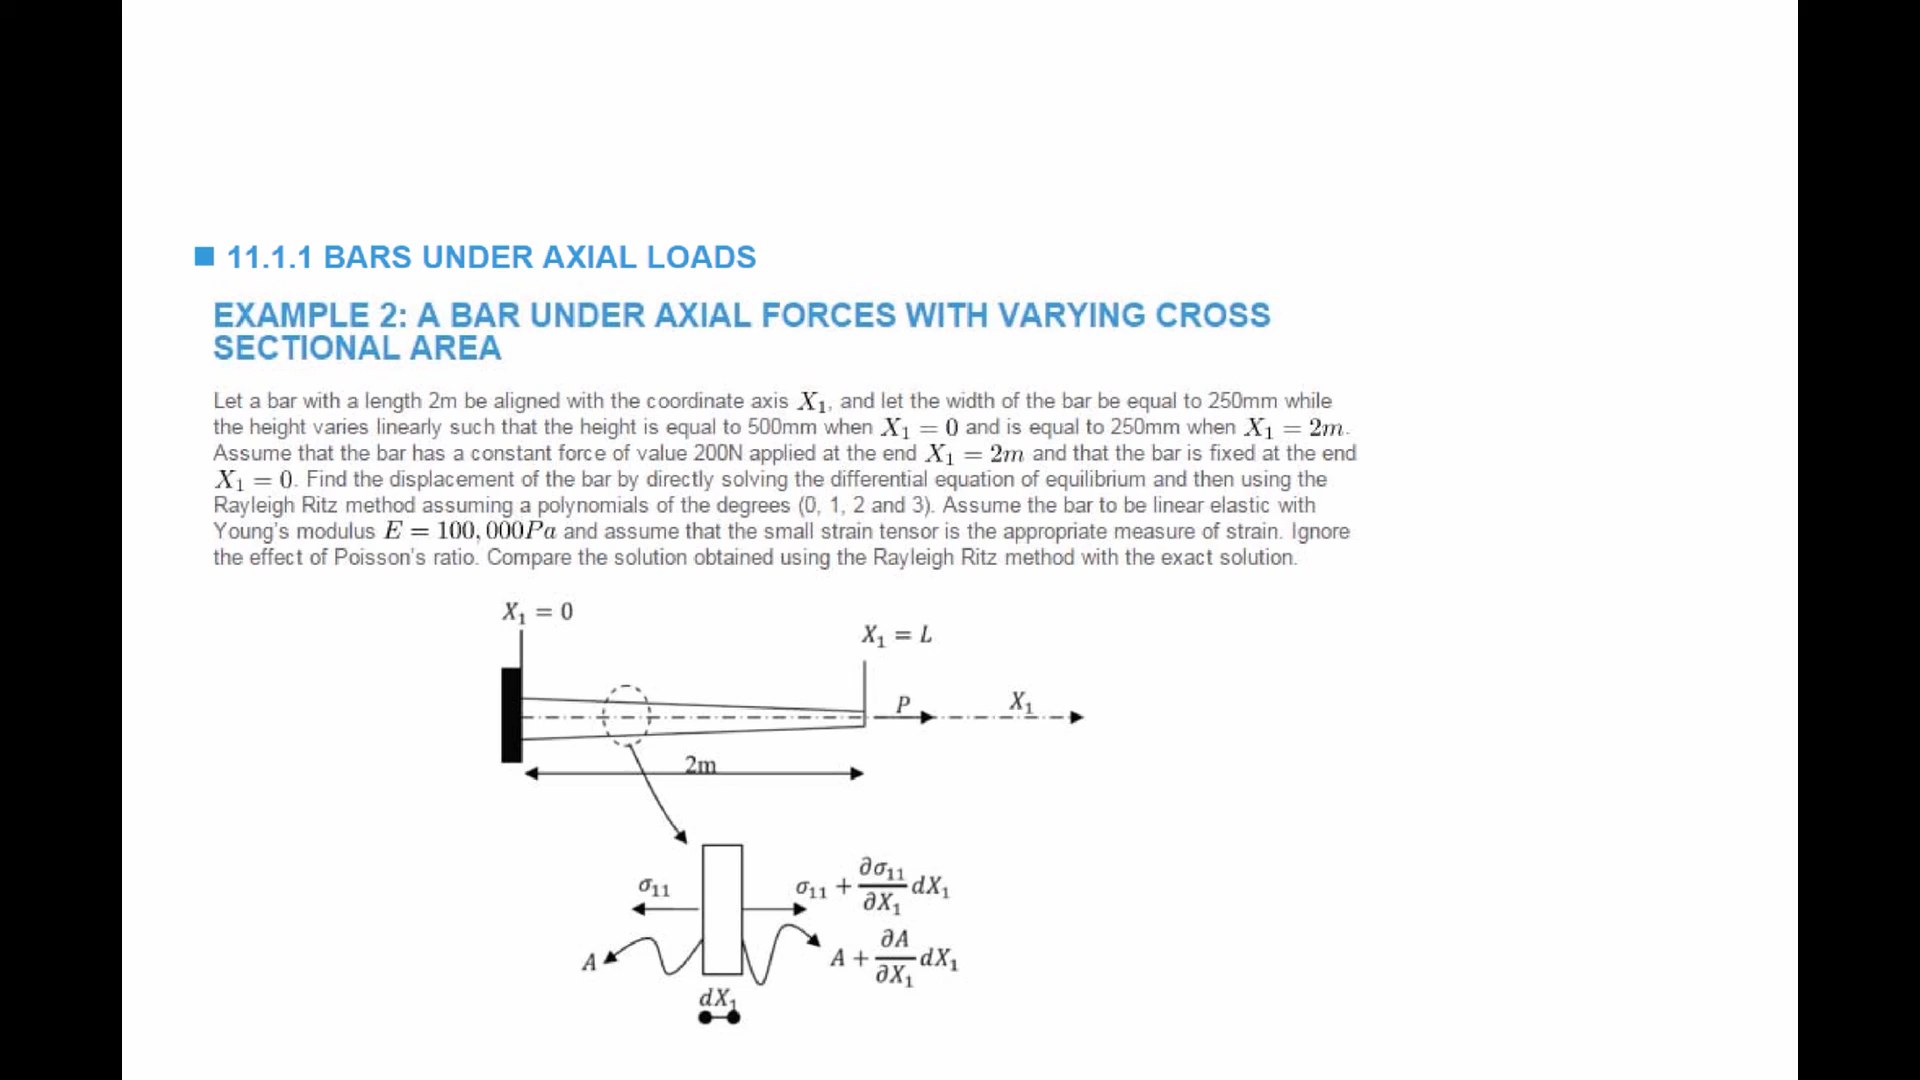 11.1.1 BARS UNDER AXIAL LOADS
EXAMPLE 2: A BAR UNDER AXIAL FORCES WITH VARYING CROSS
SECTIONAL AREA
Let a bar with a length 2m be aligned with the coordinate axis X₁, and let the width of the bar be equal to 250mm while
the height varies linearly such that the height is equal to 500mm when X₁ = 0 and is equal to 250mm when X₁ = 2m.
Assume that the bar has a constant force of value 200N applied at the end X₁ = 2m and that the bar is fixed at the end
X₁ = 0. Find the displacement of the bar by directly solving the differential equation of equilibrium and then using the
Rayleigh Ritz method assuming a polynomials of the degrees (0, 1, 2 and 3). Assume the bar to be linear elastic with
Young's modulus E = 100,000Pa and assume that the small strain tensor is the appropriate measure of strain. Ignore
the effect of Poisson's ratio. Compare the solution obtained using the Rayleigh Ritz method with the exact solution.
X₁ = 0
X₁ = L
P
X₁
2m
σ₁₁
σ₁₁ + ∂σ₁₁/∂X₁ dX₁
A
A + ∂A/∂X₁ dX₁
dX₁